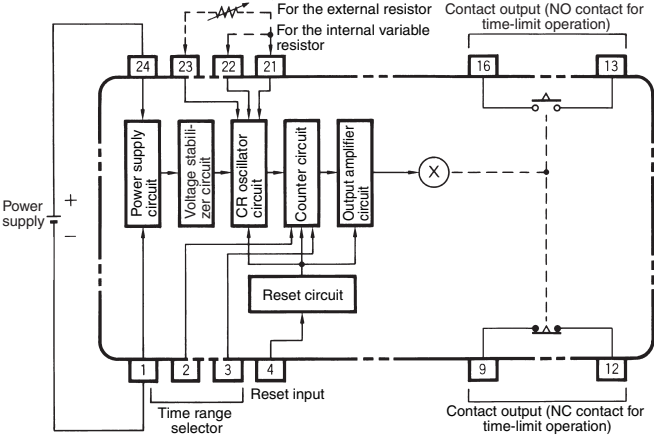 For the external resistor
For the internal variable
resistor
Contact output (NO contact for
time-limit operation)
24
23
22
21
16
13
Power supply
circuit
Voltage stabili-
zer circuit
CR oscillator
circuit
Counter circuit
Output amplifier
circuit
X
Power
supply
+
−
Reset circuit
1
2
3
4
9
12
Time range
selector
Reset input
Contact output (NC contact for
time-limit operation)